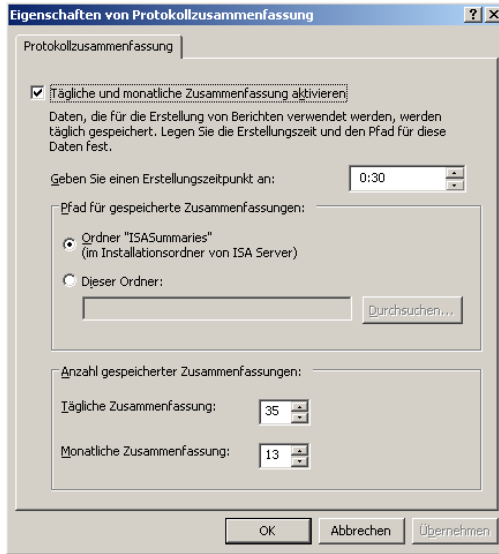 Eigenschaften von Protokollzusammenfassung
Protokollzusammenfassung
Tägliche und monatliche Zusammenfassung aktivieren
Daten, die für die Erstellung von Berichten verwendet werden, werden
täglich gespeichert. Legen Sie die Erstellungszeit und den Pfad für diese
Daten fest.
Geben Sie einen Erstellungszeitpunkt an: 0:30
Pfad für gespeicherte Zusammenfassungen:
Ordner "ISASummaries"
(im Installationsordner von ISA Server)
Dieser Ordner:
Durchsuchen...
Anzahl gespeicherter Zusammenfassungen:
Tägliche Zusammenfassung: 35
Monatliche Zusammenfassung: 13
OK Abbrechen Übernehmen